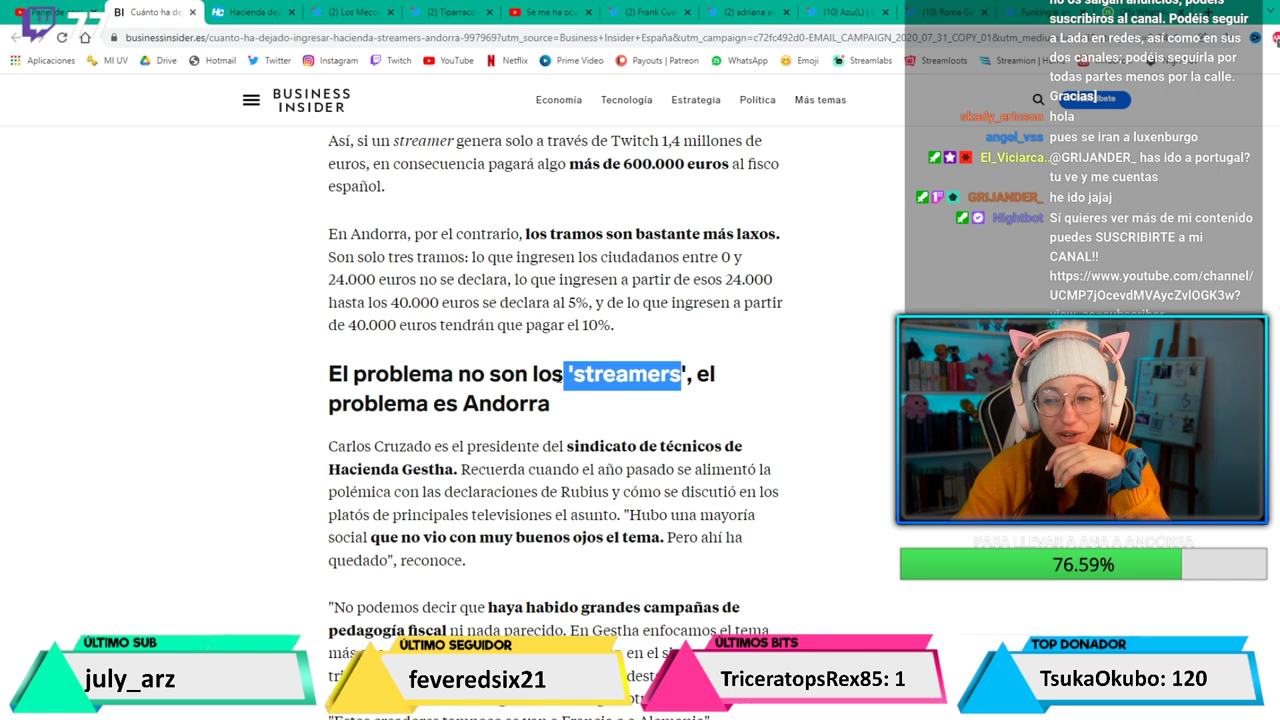 BI Cuánto ha de
Hacienda dej
(2) Los Mecc
(2) Tiparraco
Se me ha ocu
(2) Frank Cue
(2) adriana a
(10) Azu(L) |
(10) Roma G
businessinsider.es/cuanto-ha-dejado-ingresar-hacienda-streamers-andorra-997969?utm_source=Business+Insider+España&utm_campaign=c72fc492d0-EMAIL_CAMPAIGN_2020_07_31_COPY_01&utm_mediu
Aplicaciones MI UV Drive Hotmail Twitter Instagram Twitch YouTube Netflix Prime Video Payouts | Patreon WhatsApp Emoji Streamlabs Streamloots Streamion | H
77
BUSINESS
INSIDER
Economía Tecnología Estrategia Política Más temas
Así, si un streamer genera solo a través de Twitch 1,4 millones de
euros, en consecuencia pagará algo más de 600.000 euros al fisco
español.
En Andorra, por el contrario, los tramos son bastante más laxos.
Son solo tres tramos: lo que ingresen los ciudadanos entre 0 y
24.000 euros no se declara, lo que ingresen a partir de esos 24.000
hasta los 40.000 euros se declara al 5%, y de lo que ingresen a partir
de 40.000 euros tendrán que pagar el 10%.
El problema no son los 'streamers', el
problema es Andorra
Carlos Cruzado es el presidente del sindicato de técnicos de
Hacienda Gestha. Recuerda cuando el año pasado se alimentó la
polémica con las declaraciones de Rubius y cómo se discutió en los
platós de principales televisiones el asunto. "Hubo una mayoría
social que no vio con muy buenos ojos el tema. Pero ahí ha
quedado", reconoce.
"No podemos decir que haya habido grandes campañas de
pedagogía fiscal ni nada parecido. En Gestha enfocamos el tema
no os salgan anuncios, podéis
suscribiros al canal. Podéis seguir
a Lada en redes, así como en sus
dos canales; podéis seguirla por
todas partes menos por la calle.
Gracias]
skady_ericson hola
angel_vss pues se iran a luxenburgo
El_Viciarca.. @GRIJANDER_ has ido a portugal?
tu ve y me cuentas
GRIJANDER_ he ido jajaj
Nightbot Sí quieres ver más de mi contenido
puedes SUSCRIBIRTE a mi
CANAL!!
https://www.youtube.com/channel/
UCMP7jOcevdMVAycZvlOGK3w?
PARA LLEVAR A ANA A ANDORRA
76.59%
ÚLTIMO SUB
july_arz
ÚLTIMO SEGUIDOR
feveredsix21
ÚLTIMOS BITS
TriceratopsRex85: 1
TOP DONADOR
TsukaOkubo: 120